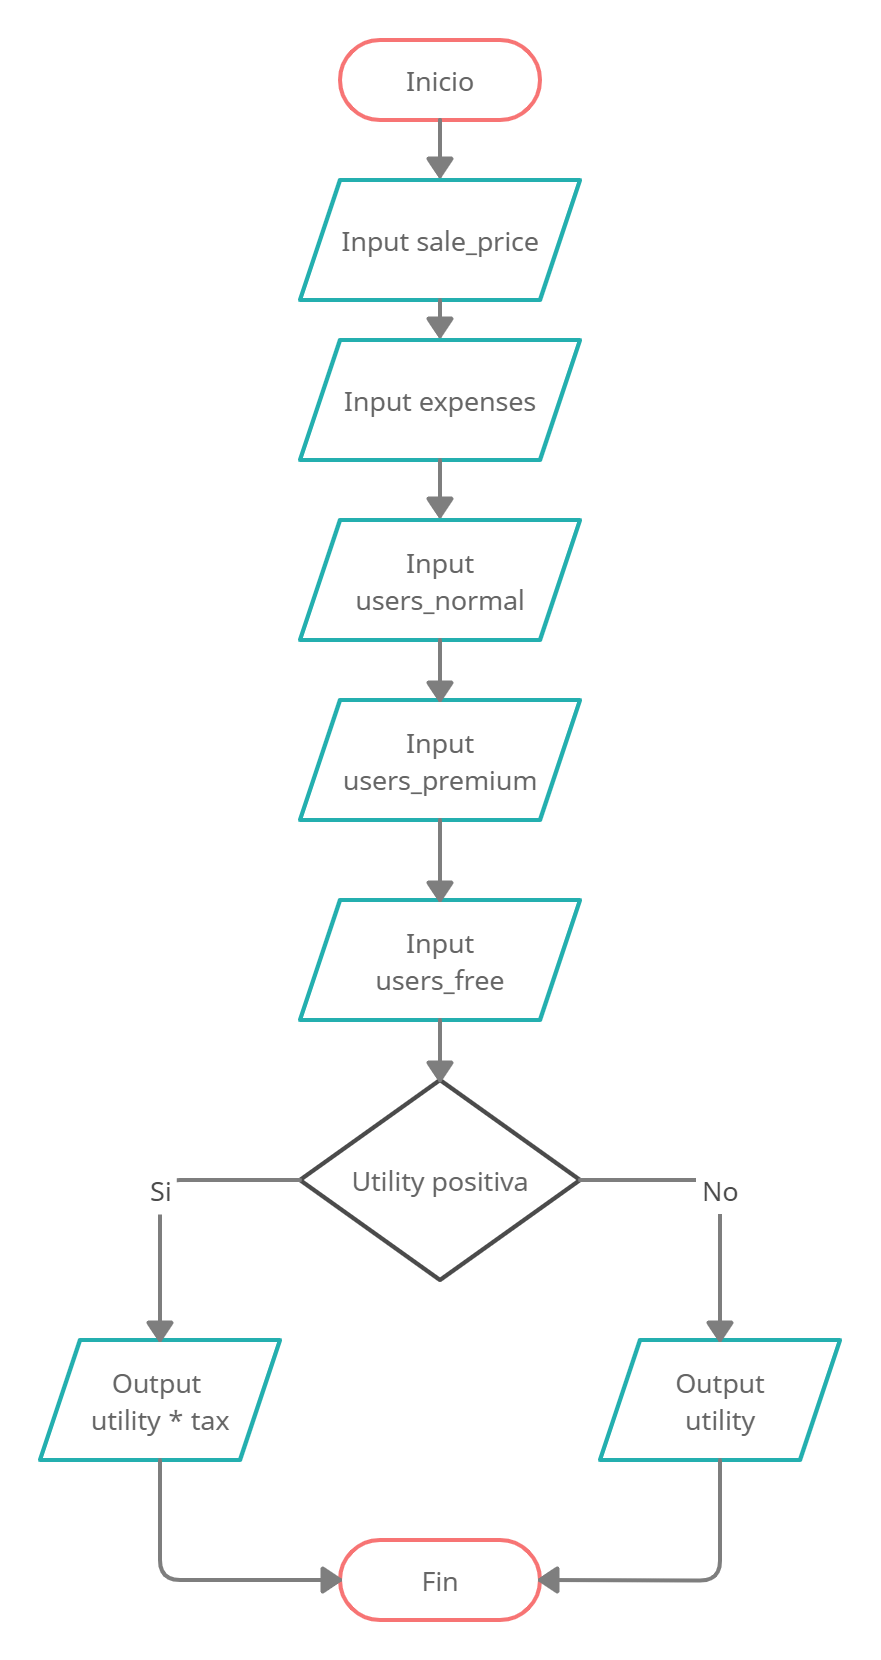 Inicio
Input sale_price
Input expenses
Input
users_normal
Input
users_premium
Input
users_free
Utility positiva
Si
No
Output
utility * tax
Output
utility
Fin